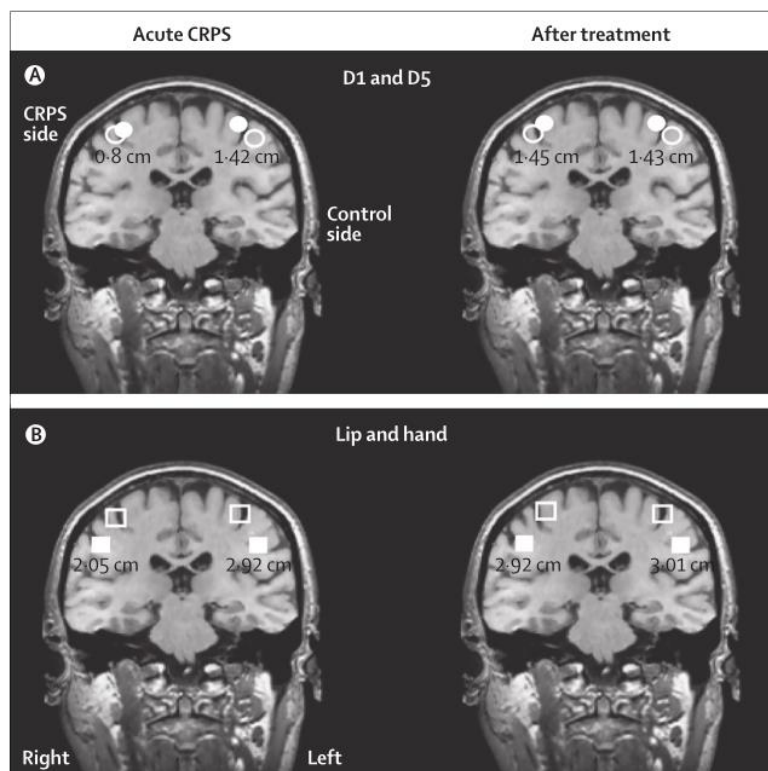 Acute CRPS
After treatment
A
D1 and D5
CRPS
side
0·8 cm
1·42 cm
1·45 cm
1·43 cm
Control
side
B
Lip and hand
2·05 cm
2·92 cm
2·92 cm
3·01 cm
Right
Left